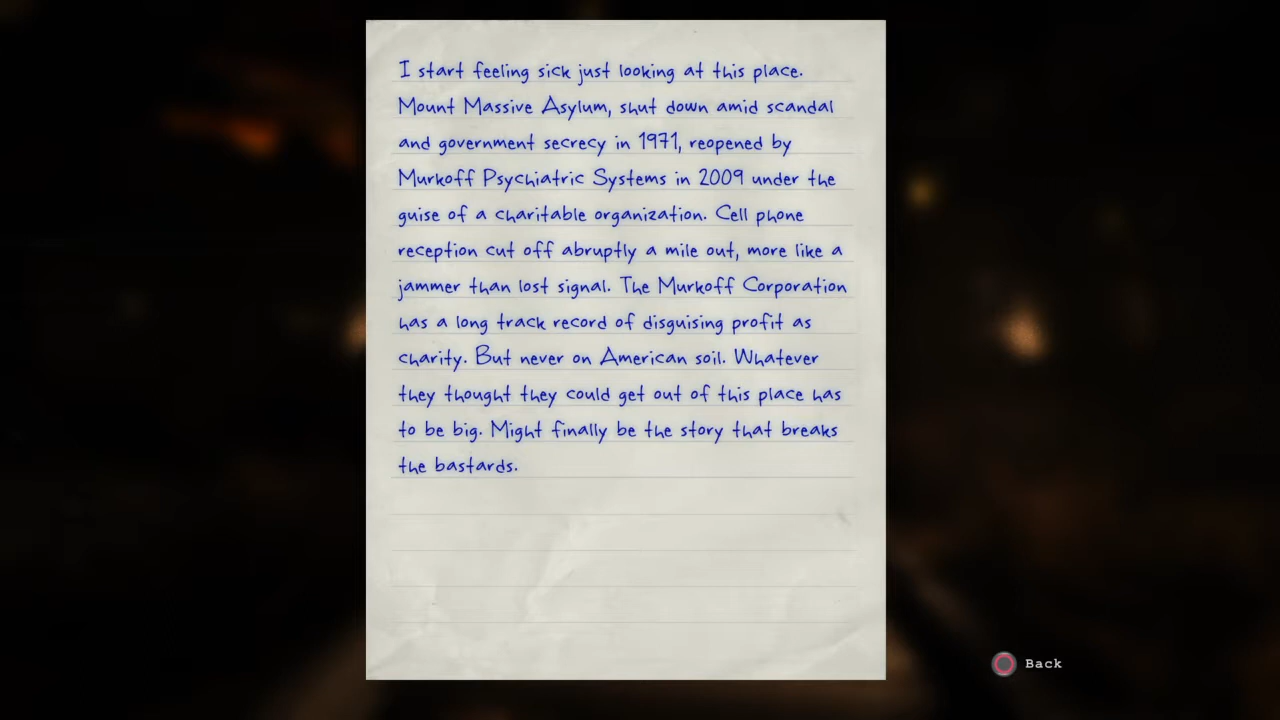 I start feeling sick just looking at this place.
Mount Massive Asylum, shut down amid scandal
and government secrecy in 1971, reopened by
Murkoff Psychiatric Systems in 2009 under the
guise of a charitable organization. Cell phone
reception cut off abruptly a mile out, more like a
jammer than lost signal. The Murkoff Corporation
has a long track record of disguising profit as
charity. But never on American soil. Whatever
they thought they could get out of this place has
to be big. Might finally be the story that breaks
the bastards.
Back